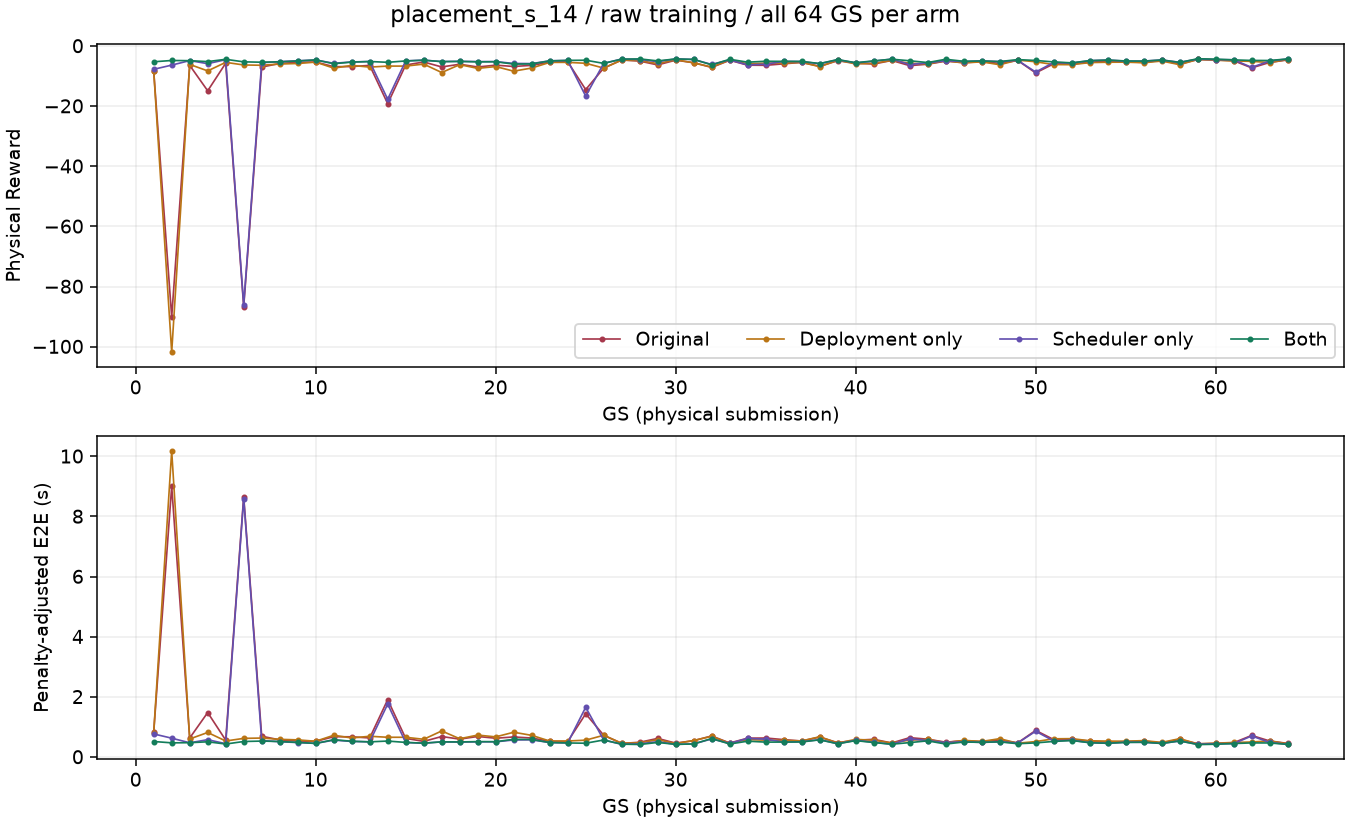 placement_s_14 / raw training / all 64 GS per arm
Physical Reward
0
−20
−40
−60
−80
−100
Original
Deployment only
Scheduler only
Both
0 10 20 30 40 50 60
GS (physical submission)
Penalty-adjusted E2E (s)
10
8
6
4
2
0
0 10 20 30 40 50 60
GS (physical submission)